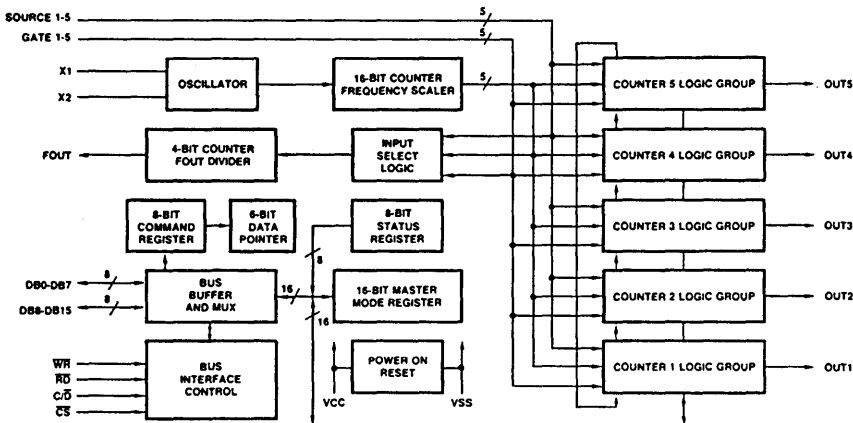 SOURCE 1-5
5
GATE 1-5
5
X1
X2
OSCILLATOR
16-BIT COUNTER
FREQUENCY SCALER
5
COUNTER 5 LOGIC GROUP
OUT5
FOUT
4-BIT COUNTER
FOUT DIVIDER
INPUT
SELECT
LOGIC
COUNTER 4 LOGIC GROUP
OUT4
8-BIT
COMMAND
REGISTER
6-BIT
DATA
POINTER
8-BIT
STATUS
REGISTER
8
COUNTER 3 LOGIC GROUP
OUT3
DB0-DB7
8
DB8-DB15
8
BUS
BUFFER
AND MUX
16
16
16-BIT MASTER
MODE REGISTER
COUNTER 2 LOGIC GROUP
OUT2
W̅R̅
R̅D̅
C/D̅
C̅S̅
BUS
INTERFACE
CONTROL
POWER ON
RESET
VCC
VSS
COUNTER 1 LOGIC GROUP
OUT1